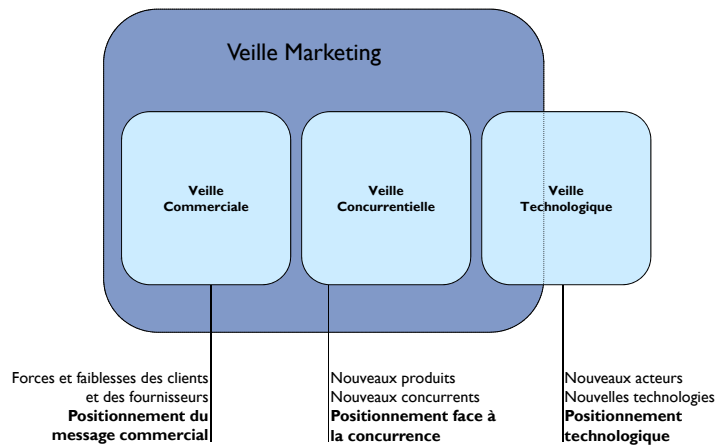 Veille Marketing
Veille
Commerciale
Veille
Concurrentielle
Veille
Technologique
Forces et faiblesses des clients
et des fournisseurs
Positionnement du
message commercial
Nouveaux produits
Nouveaux concurrents
Positionnement face à
la concurrence
Nouveaux acteurs
Nouvelles technologies
Positionnement
technologique